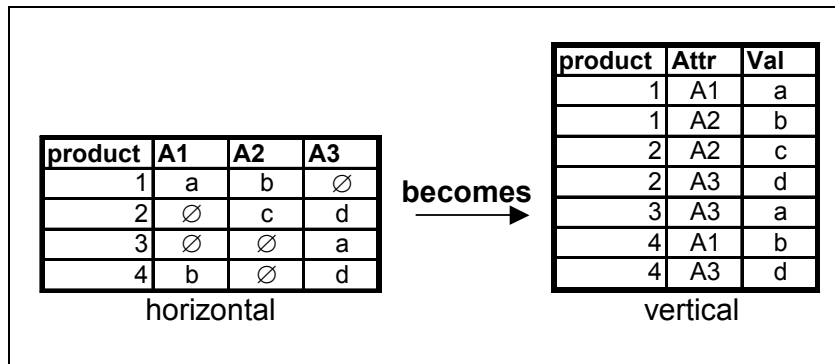 product A1 A2 A3
1 a b ∅
2 ∅ c d
3 ∅ ∅ a
4 b ∅ d
horizontal
becomes
product Attr Val
1 A1 a
1 A2 b
2 A2 c
2 A3 d
3 A3 a
4 A1 b
4 A3 d
vertical